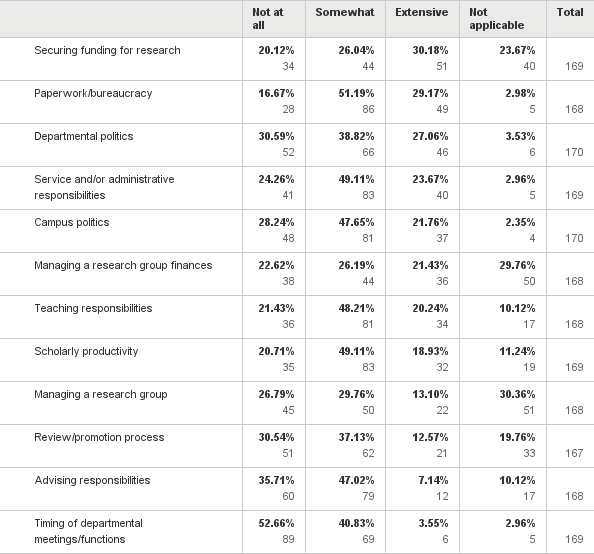 Not at all Somewhat Extensive Not applicable Total
Securing funding for research 20.12% 26.04% 30.18% 23.67%
34 44 51 40 169
Paperwork/bureaucracy 16.67% 51.19% 29.17% 2.98%
28 86 49 5 168
Departmental politics 30.59% 38.82% 27.06% 3.53%
52 66 46 6 170
Service and/or administrative 24.26% 49.11% 23.67% 2.96%
responsibilities 41 83 40 5 169
Campus politics 28.24% 47.65% 21.76% 2.35%
48 81 37 4 170
Managing a research group finances 22.62% 26.19% 21.43% 29.76%
38 44 36 50 168
Teaching responsibilities 21.43% 48.21% 20.24% 10.12%
36 81 34 17 168
Scholarly productivity 20.71% 49.11% 18.93% 11.24%
35 83 32 19 169
Managing a research group 26.79% 29.76% 13.10% 30.36%
45 50 22 51 168
Review/promotion process 30.54% 37.13% 12.57% 19.76%
51 62 21 33 167
Advising responsibilities 35.71% 47.02% 7.14% 10.12%
60 79 12 17 168
Timing of departmental 52.66% 40.83% 3.55% 2.96%
meetings/functions 89 69 6 5 169